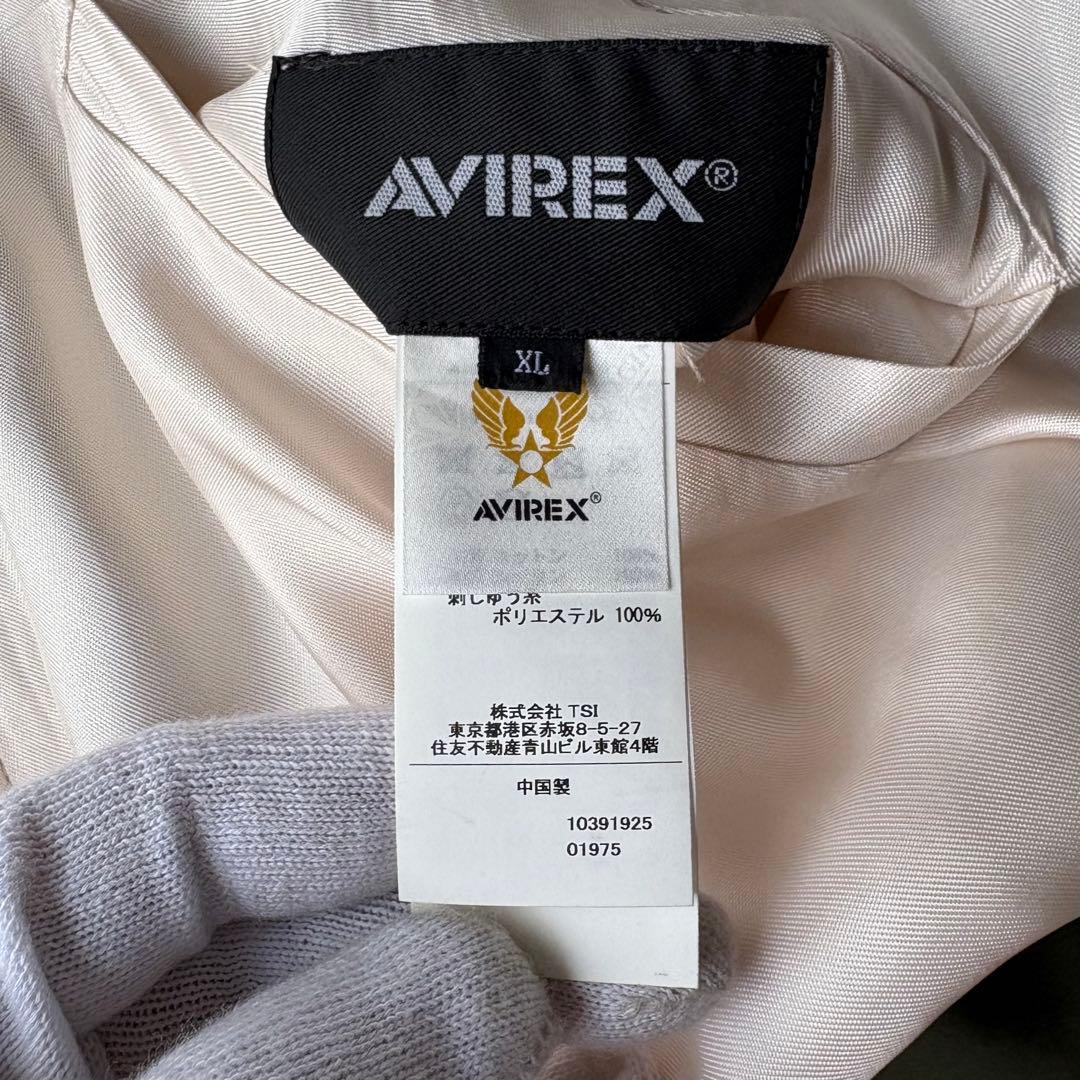 AVIREX®
XL
AVIREX®
刺しゅう糸
ポリエステル 100%
株式会社 TSI
東京都港区赤坂8-5-27
住友不動産青山ビル東館4階
中国製
10391925
01975